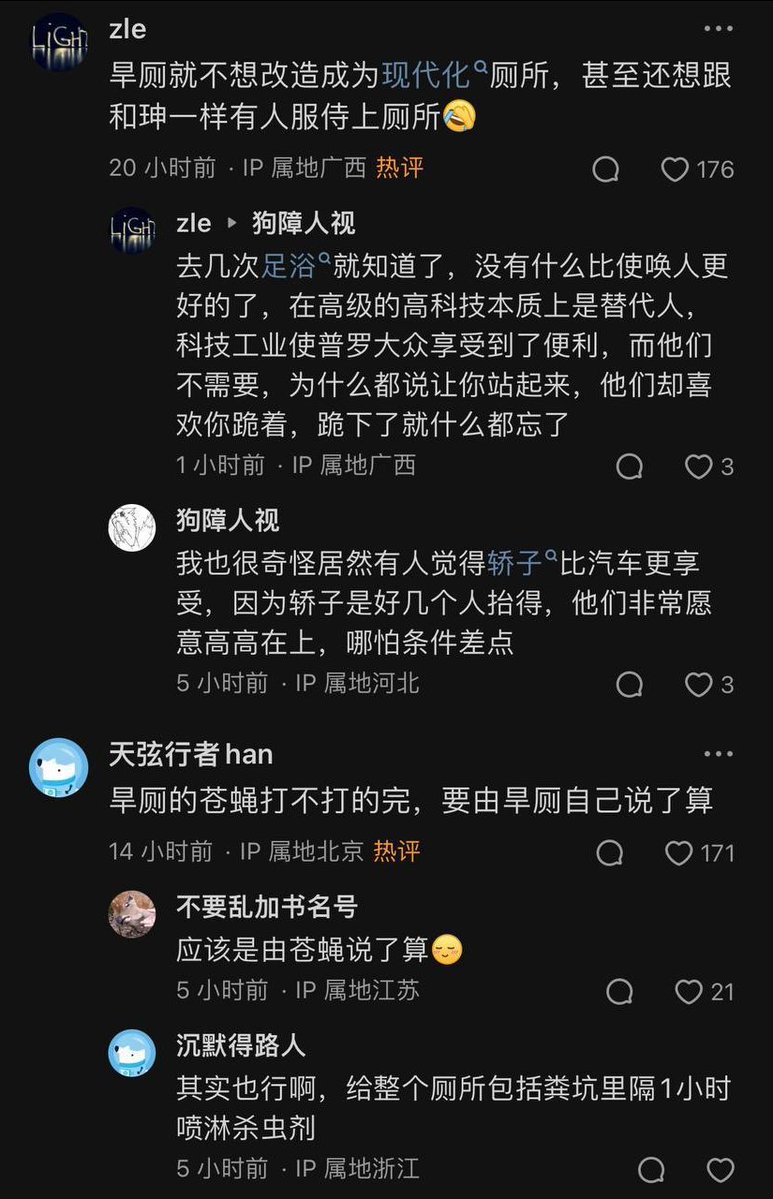 zle
旱厕就不想改造成为现代化厕所，甚至还想跟
和珅一样有人服侍上厕所🤣
20 小时前 · IP 属地广西 热评
176
zle ▸ 狗障人视
去几次足浴就知道了，没有什么比使唤人更
好的了，在高级的高科技本质上是替代人，
科技工业使普罗大众享受到了便利，而他们
不需要，为什么都说让你站起来，他们却喜
欢你跪着，跪下了就什么都忘了
1 小时前 · IP 属地广西
3
狗障人视
我也很奇怪居然有人觉得轿子比汽车更享
受，因为轿子是好几个人抬得，他们非常愿
意高高在上，哪怕条件差点
5 小时前 · IP 属地河北
3
天弦行者han
旱厕的苍蝇打不打的完，要由旱厕自己说了算
14 小时前 · IP 属地北京 热评
171
不要乱加书名号
应该是由苍蝇说了算😌
5 小时前 · IP 属地江苏
21
沉默得路人
其实也行啊，给整个厕所包括粪坑里隔1小时
喷淋杀虫剂
5 小时前 · IP 属地浙江